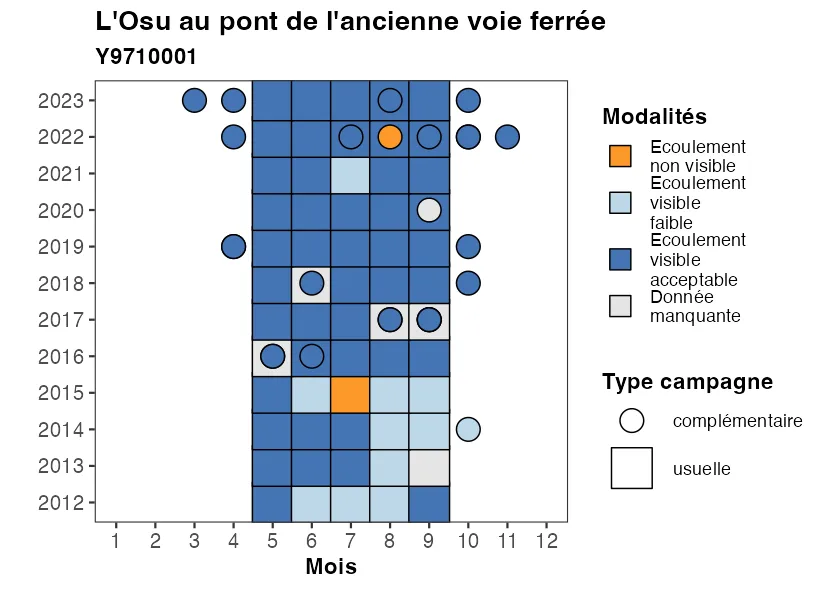 L'Osu au pont de l'ancienne voie ferrée
Y9710001
2023
2022
2021
2020
2019
2018
2017
2016
2015
2014
2013
2012
1 2 3 4 5 6 7 8 9 10 11 12
Mois
Modalités
Ecoulement
non visible
Ecoulement
visible
faible
Ecoulement
visible
acceptable
Donnée
manquante
Type campagne
complémentaire
usuelle